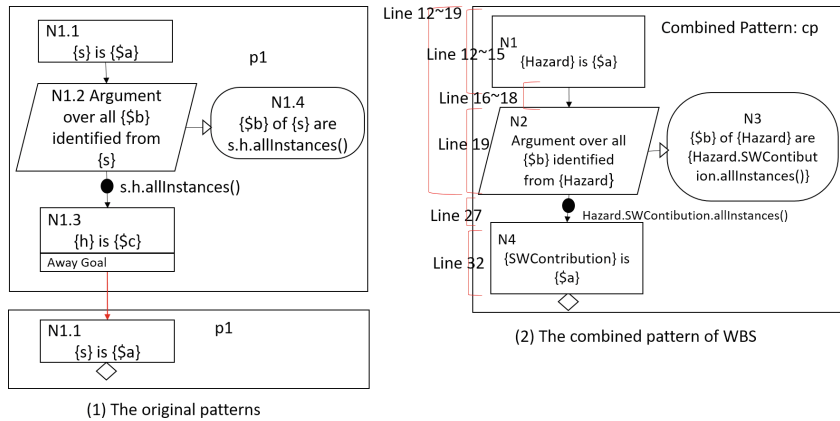 N1.1
{s} is {$a}
p1
N1.2 Argument
over all {$b}
identified from
{s}
N1.4
{$b} of {s} are
s.h.allInstances()
s.h.allInstances()
N1.3
{h} is {$c}
Away Goal
N1.1
{s} is {$a}
p1
(1) The original patterns
Line 12~19
Combined Pattern: cp
Line 12~15
N1
{Hazard} is {$a}
Line 16~18
Line 19
N2
Argument over all
{$b} identified
from {Hazard}
N3
{$b} of {Hazard} are
{Hazard.SWContibut
ion.allInstances()}
Line 27
Hazard.SWContibution.allInstances()
Line 32
N4
{SWContribution} is
{$a}
(2) The combined pattern of WBS